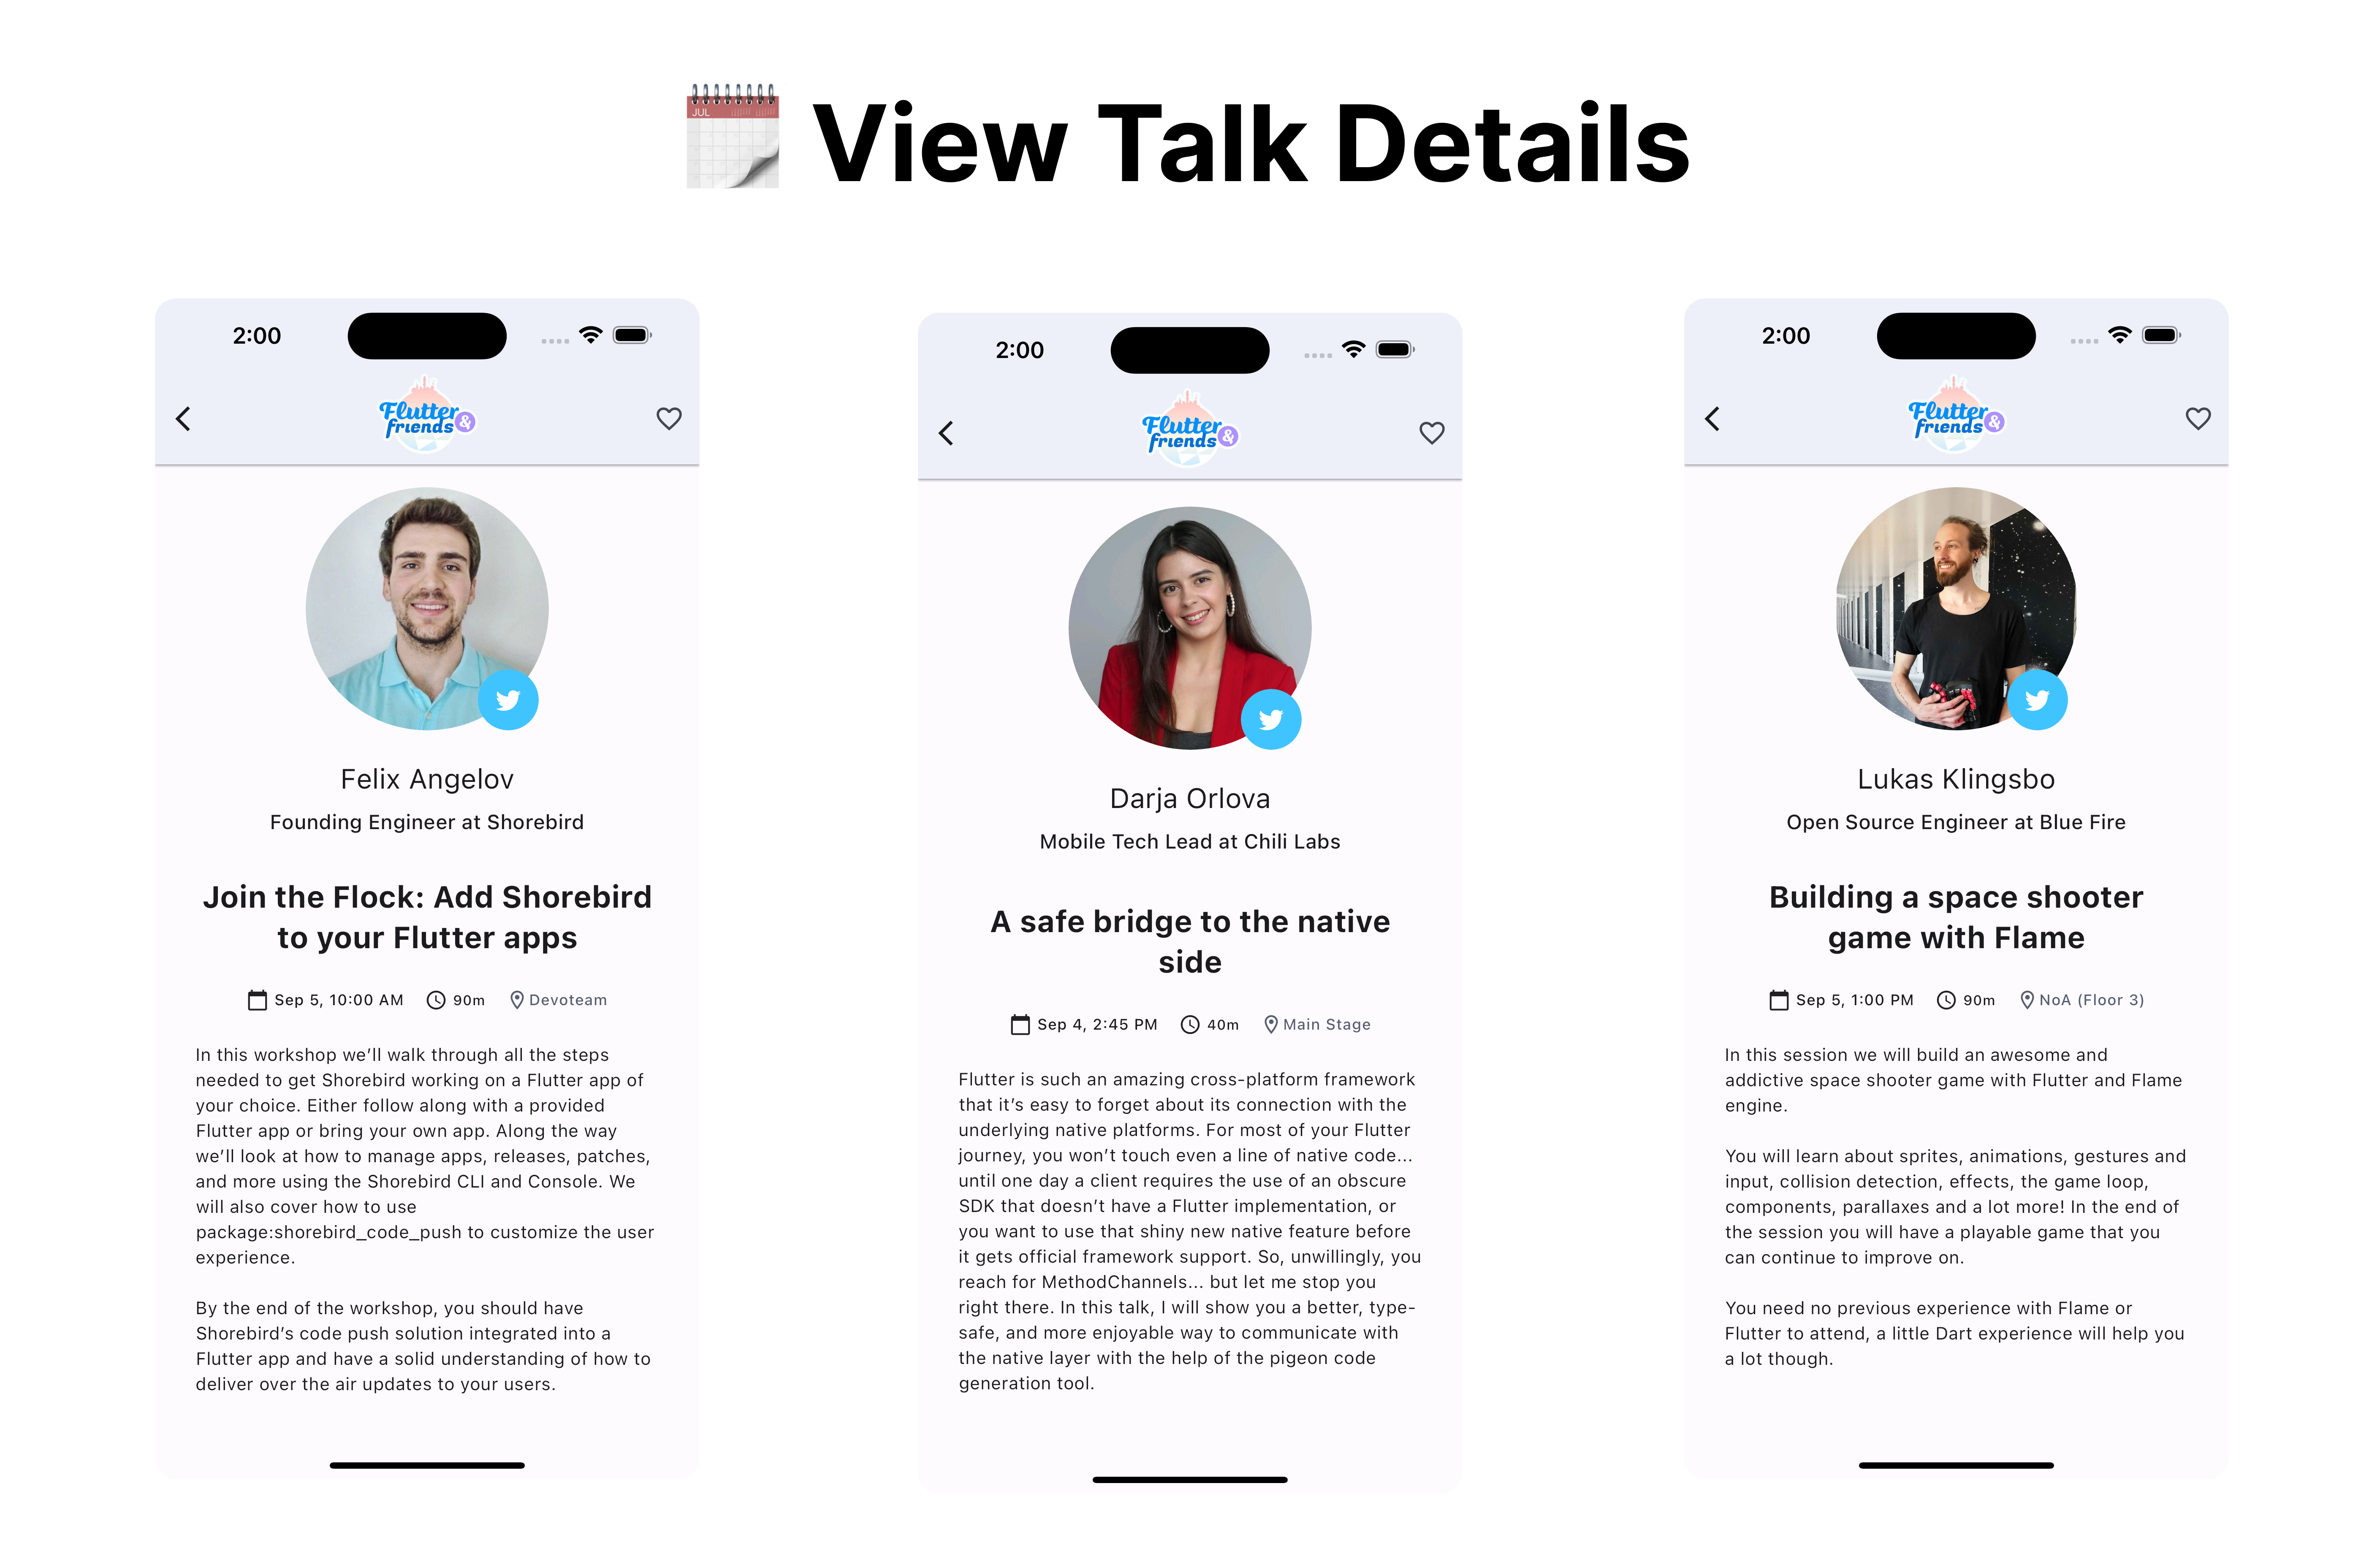 JUL
View Talk Details
2:00
Flutter
friends &
Felix Angelov
Founding Engineer at Shorebird
Join the Flock: Add Shorebird
to your Flutter apps
Sep 5, 10:00 AM 90m Devoteam
In this workshop we’ll walk through all the steps
needed to get Shorebird working on a Flutter app of
your choice. Either follow along with a provided
Flutter app or bring your own app. Along the way
we’ll look at how to manage apps, releases, patches,
and more using the Shorebird CLI and Console. We
will also cover how to use
package:shorebird_code_push to customize the user
experience.
By the end of the workshop, you should have
Shorebird’s code push solution integrated into a
Flutter app and have a solid understanding of how to
deliver over the air updates to your users.
2:00
Flutter
friends &
Darja Orlova
Mobile Tech Lead at Chili Labs
A safe bridge to the native
side
Sep 4, 2:45 PM 40m Main Stage
Flutter is such an amazing cross-platform framework
that it’s easy to forget about its connection with the
underlying native platforms. For most of your Flutter
journey, you won’t touch even a line of native code...
until one day a client requires the use of an obscure
SDK that doesn’t have a Flutter implementation, or
you want to use that shiny new native feature before
it gets official framework support. So, unwillingly, you
reach for MethodChannels... but let me stop you
right there. In this talk, I will show you a better, type-
safe, and more enjoyable way to communicate with
the native layer with the help of the pigeon code
generation tool.
2:00
Flutter
friends &
Lukas Klingsbo
Open Source Engineer at Blue Fire
Building a space shooter
game with Flame
Sep 5, 1:00 PM 90m NoA (Floor 3)
In this session we will build an awesome and
addictive space shooter game with Flutter and Flame
engine.
You will learn about sprites, animations, gestures and
input, collision detection, effects, the game loop,
components, parallaxes and a lot more! In the end of
the session you will have a playable game that you
can continue to improve on.
You need no previous experience with Flame or
Flutter to attend, a little Dart experience will help you
a lot though.